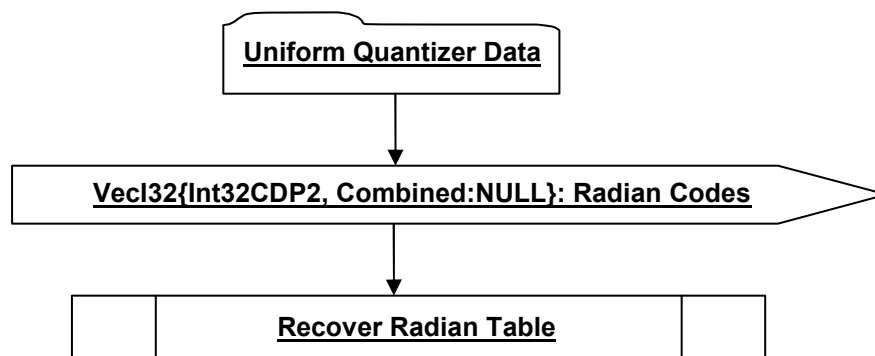 Uniform Quantizer Data
VecI32{Int32CDP2, Combined:NULL}: Radian Codes
Recover Radian Table